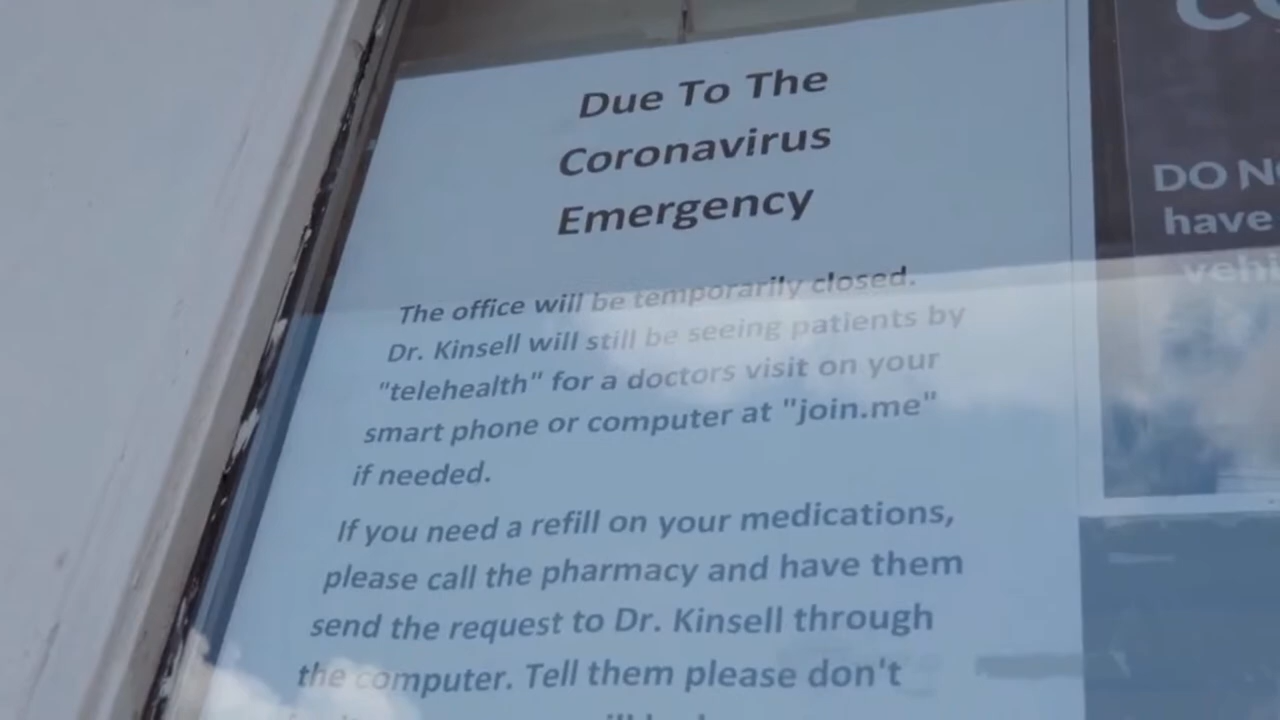 Due To The
Coronavirus
Emergency
The office will be temporarily closed.
Dr. Kinsell will still be seeing patients by
"telehealth" for a doctors visit on your
smart phone or computer at "join.me"
if needed.
If you need a refill on your medications,
please call the pharmacy and have them
send the request to Dr. Kinsell through
the computer. Tell them please don't
DO
have